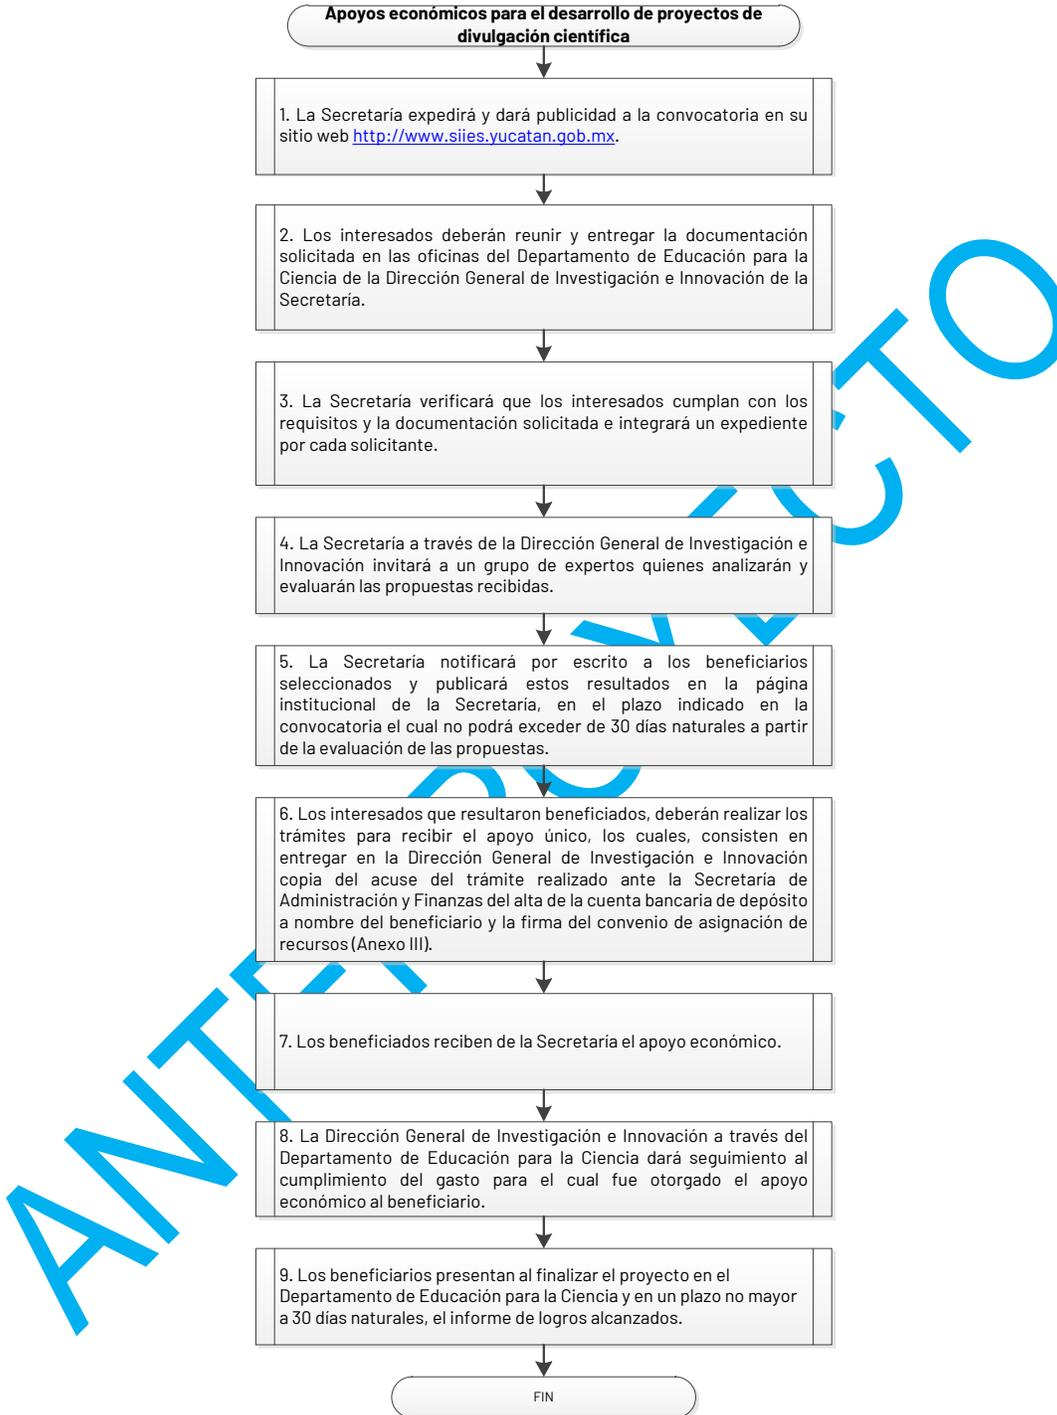 Apoyos económicos para el desarrollo de proyectos de
divulgación científica
1. La Secretaría expedirá y dará publicidad a la convocatoria en su
sitio web http://www.siies.yucatan.gob.mx.
2. Los interesados deberán reunir y entregar la documentación
solicitada en las oficinas del Departamento de Educación para la
Ciencia de la Dirección General de Investigación e Innovación de la
Secretaría.
3. La Secretaría verificará que los interesados cumplan con los
requisitos y la documentación solicitada e integrará un expediente
por cada solicitante.
4. La Secretaría a través de la Dirección General de Investigación e
Innovación invitará a un grupo de expertos quienes analizarán y
evaluarán las propuestas recibidas.
5. La Secretaría notificará por escrito a los beneficiarios
seleccionados y publicará estos resultados en la página
institucional de la Secretaría, en el plazo indicado en la
convocatoria el cual no podrá exceder de 30 días naturales a partir
de la evaluación de las propuestas.
6. Los interesados que resultaron beneficiados, deberán realizar los
trámites para recibir el apoyo único, los cuales, consisten en
entregar en la Dirección General de Investigación e Innovación
copia del acuse del trámite realizado ante la Secretaría de
Administración y Finanzas del alta de la cuenta bancaria de depósito
a nombre del beneficiario y la firma del convenio de asignación de
recursos (Anexo III).
7. Los beneficiados reciben de la Secretaría el apoyo económico.
8. La Dirección General de Investigación e Innovación a través del
Departamento de Educación para la Ciencia dará seguimiento al
cumplimiento del gasto para el cual fue otorgado el apoyo
económico al beneficiario.
9. Los beneficiarios presentan al finalizar el proyecto en el
Departamento de Educación para la Ciencia y en un plazo no mayor
a 30 días naturales, el informe de logros alcanzados.
FIN